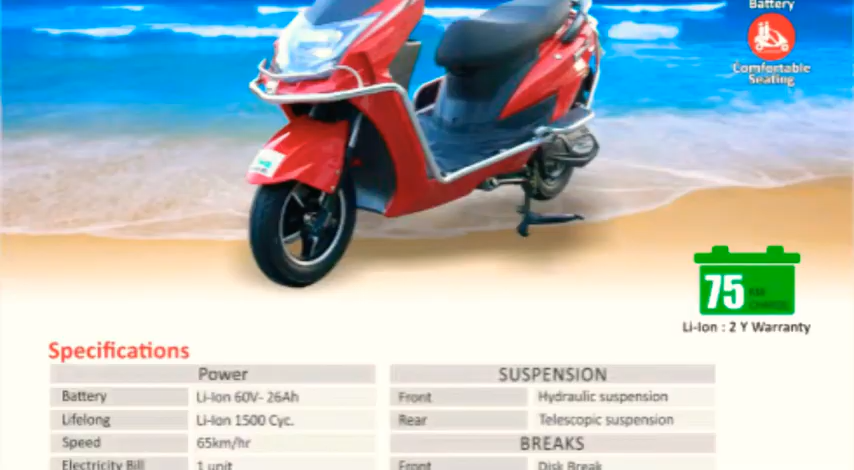 Battery
Comfortable
Seating
75
Li-Ion : 2 Y Warranty
Specifications
Power
Battery Li-Ion 60V- 26Ah
Lifelong Li-Ion 1500 Cyc.
Speed 65km/hr
Electricity Bill 1 unit
SUSPENSION
Front Hydraulic suspension
Rear Telescopic suspension
BREAKS
Front Disk Break